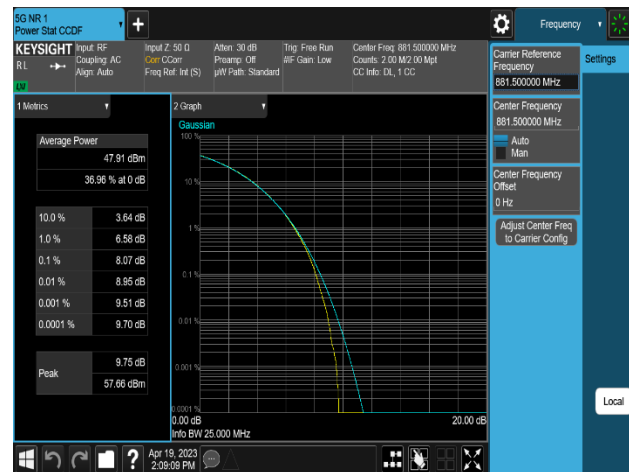 5G NR 1
Power Stat CCDF
+
Frequency
KEYSIGHT
Input: RF
Input Z: 50 Ω
Atten: 30 dB
Trig: Free Run
Center Freq: 881.500000 MHz
RL
Coupling: AC
Corr CCorr
Preamp: Off
#IF Gain: Low
Counts: 2.00 M/2.00 Mpt
Align: Auto
Freq Ref: Int (S)
µW Path: Standard
CC Info: DL, 1 CC
LXI
1 Metrics
2 Graph
Average Power
47.91 dBm
36.96 % at 0 dB
10.0 % 3.64 dB
1.0 % 6.58 dB
0.1 % 8.07 dB
0.01 % 8.95 dB
0.001 % 9.51 dB
0.0001 % 9.70 dB
Peak
9.75 dB
57.66 dBm
Gaussian
100 %
10 %
1 %
0.1 %
0.01 %
0.001 %
0.0001 %
0.00 dB
20.00 dB
Info BW 25.000 MHz
Carrier Reference
Frequency
881.500000 MHz
Center Frequency
881.500000 MHz
Auto
Man
Center Frequency
Offset
0 Hz
Adjust Center Freq
to Carrier Config
Settings
Local
?
Apr 19, 2023
2:09:09 PM